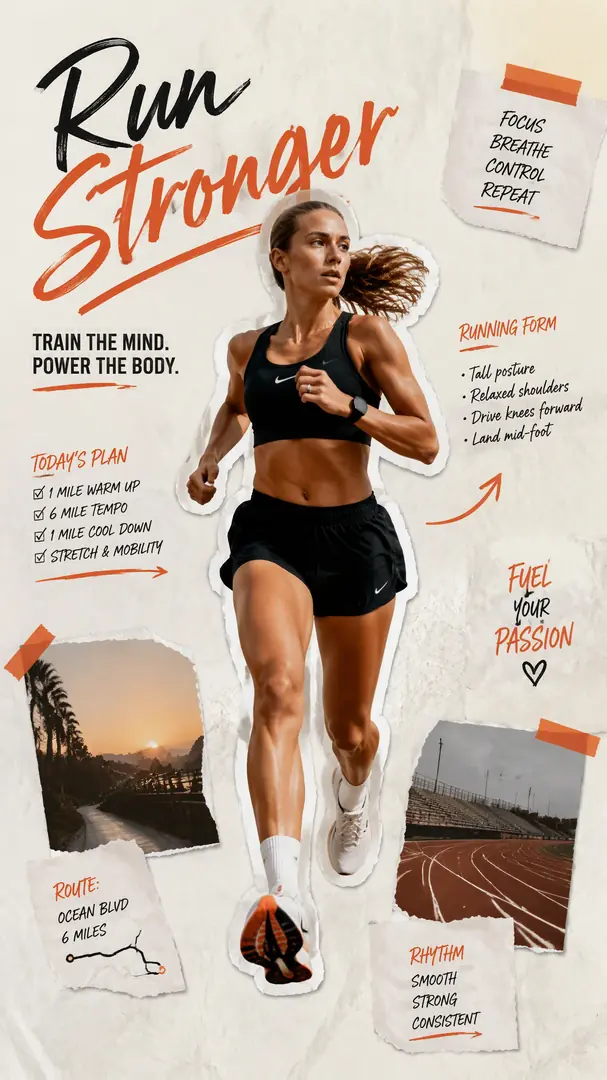 Run
Stronger
FOCUS
BREATHE
CONTROL
REPEAT
TRAIN THE MIND.
POWER THE BODY.
RUNNING FORM
• Tall posture
• Relaxed shoulders
• Drive knees forward
• Land mid-foot
TODAY'S PLAN
☑ 1 MILE WARM UP
☑ 6 MILE TEMPO
☑ 1 MILE COOL DOWN
☑ STRETCH & MOBILITY
FUEL
YOUR
PASSION
ROUTE:
OCEAN BLVD
6 MILES
RHYTHM
SMOOTH
STRONG
CONSISTENT